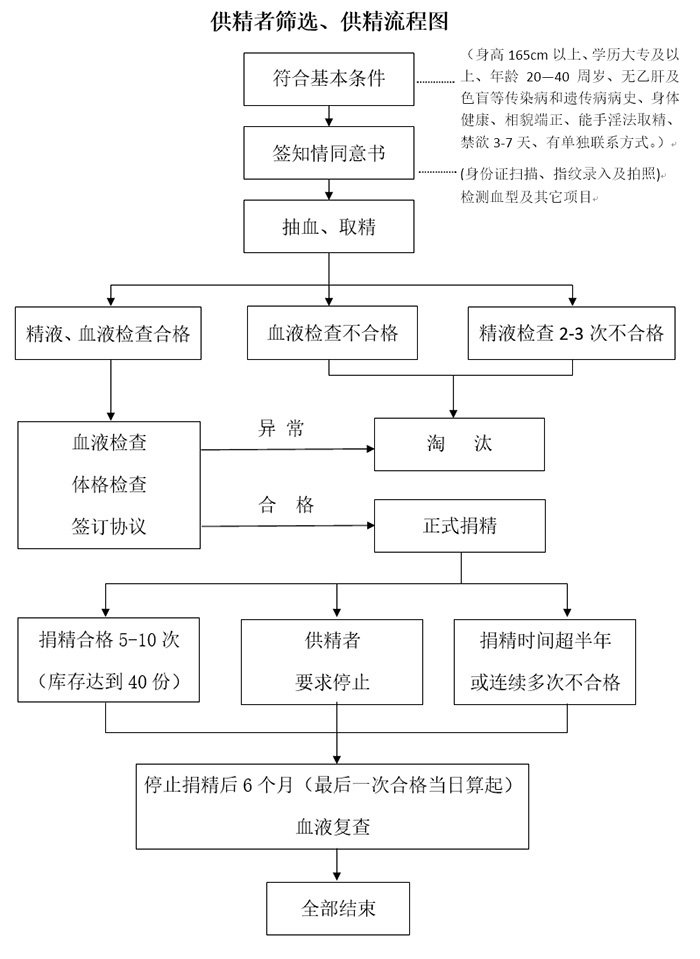 供精者筛选、供精流程图
符合基本条件
（身高 165cm 以上、学历大专及以
上、年龄 20—40 周岁、无乙肝及
色盲等传染病和遗传病病史、身体
健康、相貌端正、能手淫法取精、
禁欲 3-7 天、有单独联系方式。）
签知情同意书
(身份证扫描、指纹录入及拍照)
检测血型及其它项目
抽血、取精
精液、血液检查合格
血液检查不合格
精液检查 2-3 次不合格
血液检查
体格检查
签订协议
异 常
淘 汰
合 格
正式捐精
捐精合格 5-10 次
（库存达到 40 份）
供精者
要求停止
捐精时间超半年
或连续多次不合格
停止捐精后 6 个月（最后一次合格当日算起）
血液复查
全部结束